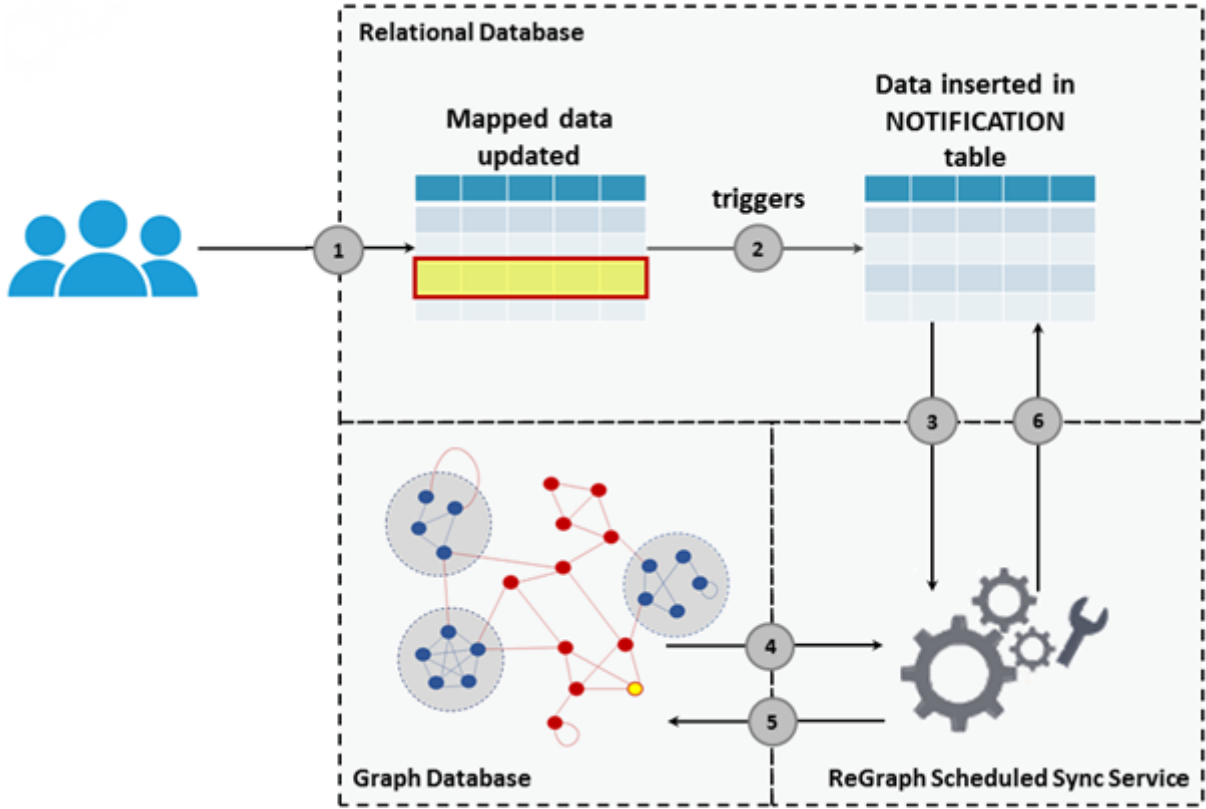 Relational Database
Mapped data
updated
Data inserted in
NOTIFICATION
table
triggers
1
2
3
6
4
5
Graph Database
ReGraph Scheduled Sync Service